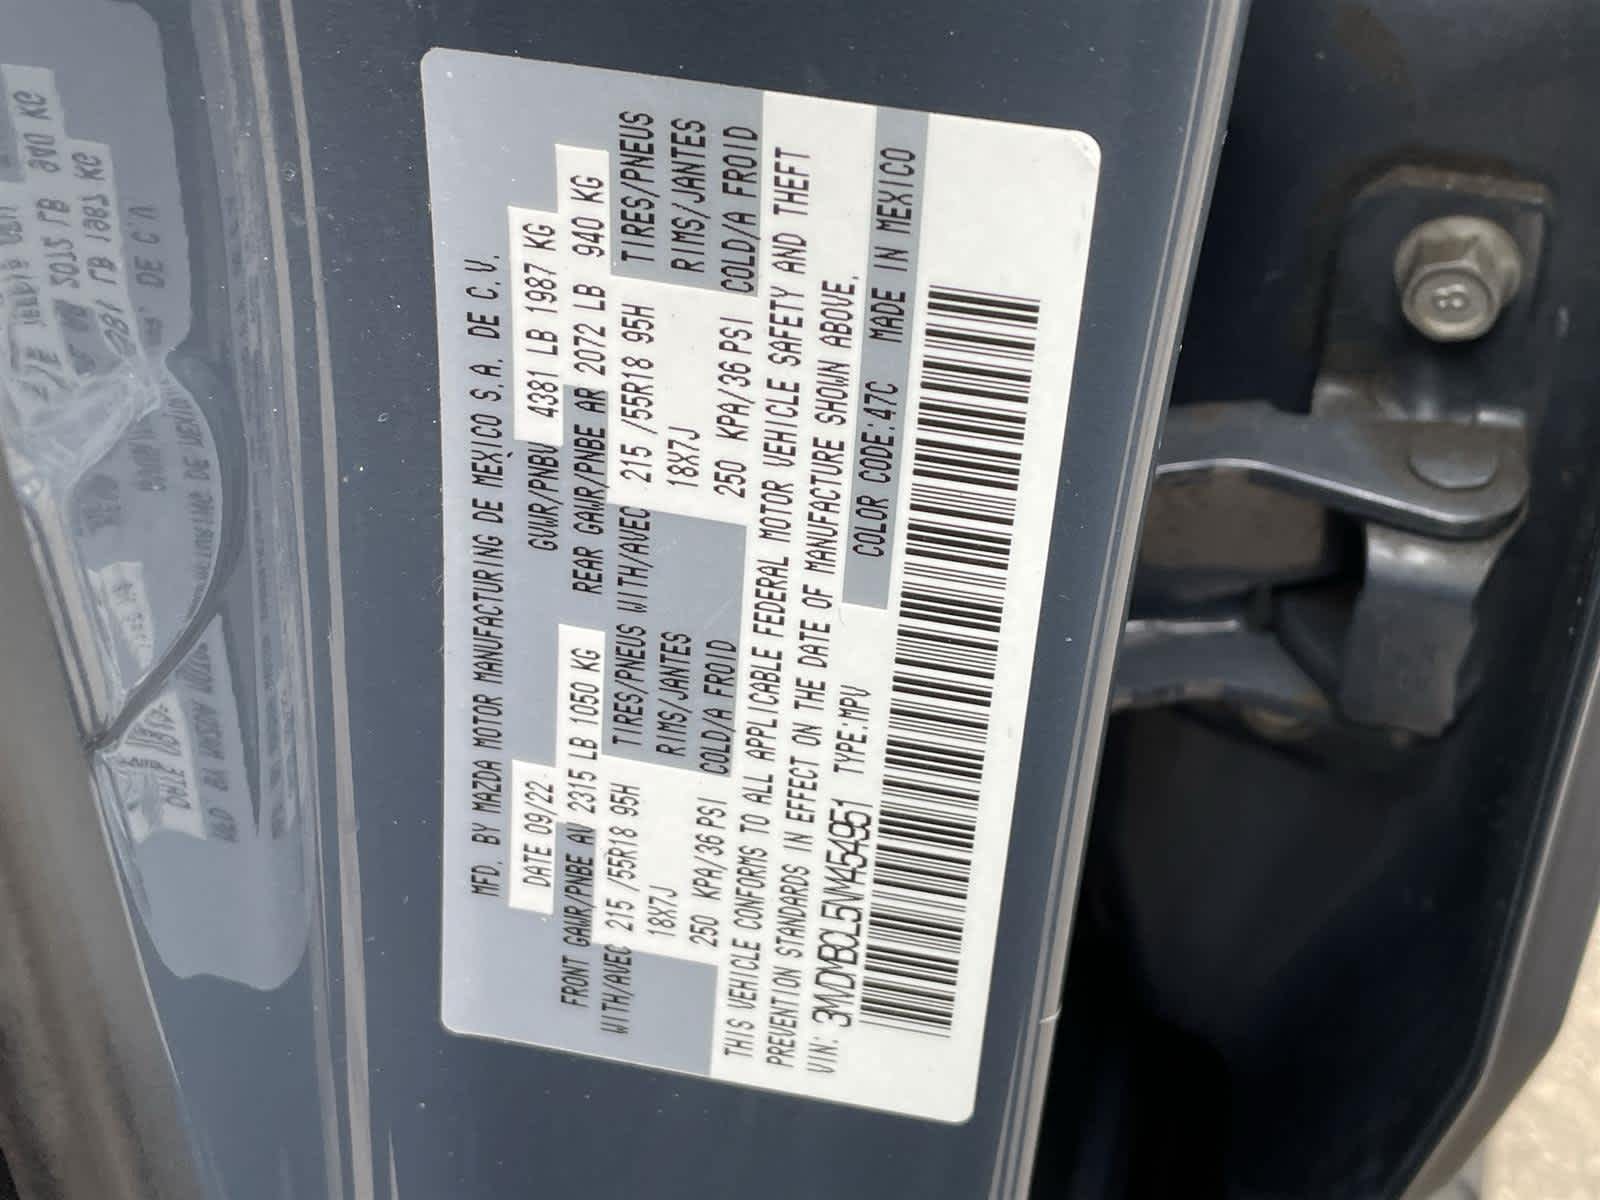 MFD. BY MAZDA MOTOR MANUFACTURING DE MEXICO S.A. DE C.V.
DATE 09/22 GVWR/PNBV 4381 LB 1987 KG
FRONT GAWR/PNBE AV 2315 LB 1050 KG REAR GAWR/PNBE AR 2072 LB 940 KG
WITH/AVEC 215 /55R18 95H TIRES/PNEUS WITH/AVEC 215 /55R18 95H TIRES/PNEUS
18X7J RIMS/JANTES 18X7J RIMS/JANTES
250 KPA/36 PSI COLD/A FROID 250 KPA/36 PSI COLD/A FROID
THIS VEHICLE CONFORMS TO ALL APPLICABLE FEDERAL MOTOR VEHICLE SAFETY AND THEFT
PREVENTION STANDARDS IN EFFECT ON THE DATE OF MANUFACTURE SHOWN ABOVE.
VIN: 3MVDMBCL5NM454951 TYPE:MPV
COLOR CODE:47C MADE IN MEXICO
8